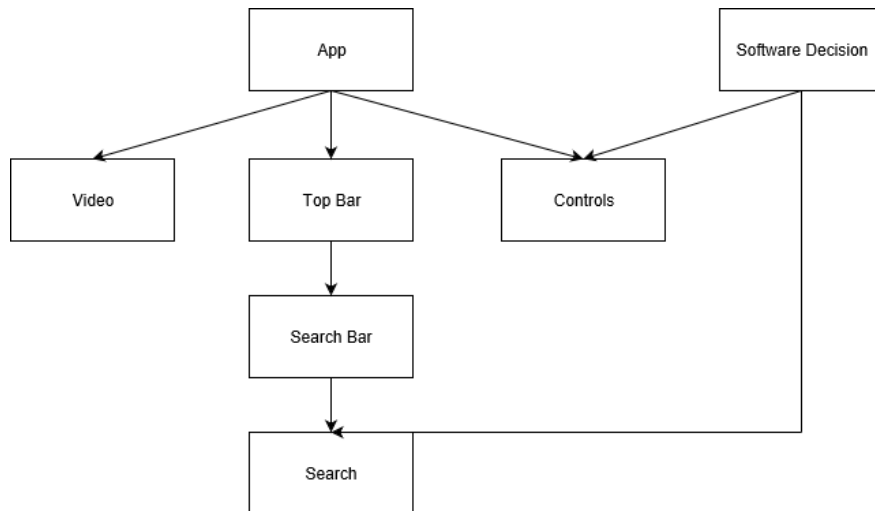 App
Software Decision
Video
Top Bar
Controls
Search Bar
Search